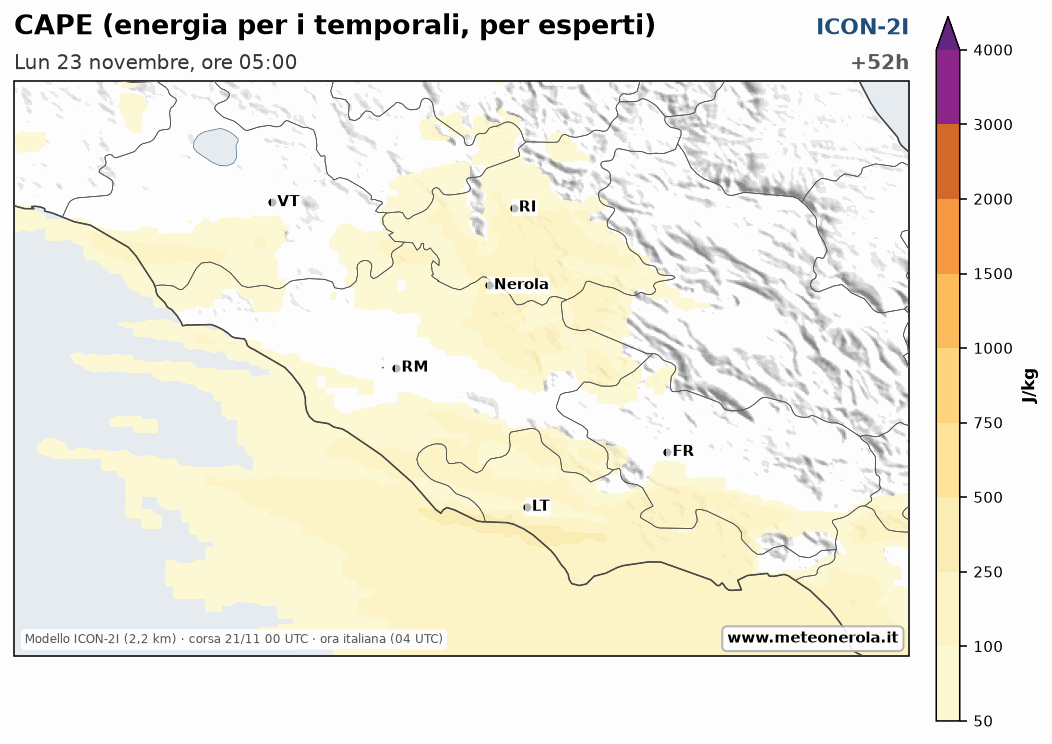 CAPE (energia per i temporali, per esperti)
ICON-2I
Lun 23 novembre, ore 05:00
+52h
VT
RI
Nerola
RM
FR
LT
Modello ICON-2I (2,2 km) · corsa 21/11 00 UTC · ora italiana (04 UTC)
www.meteonerola.it
4000
3000
2000
1500
1000
750
500
250
100
50
J/kg